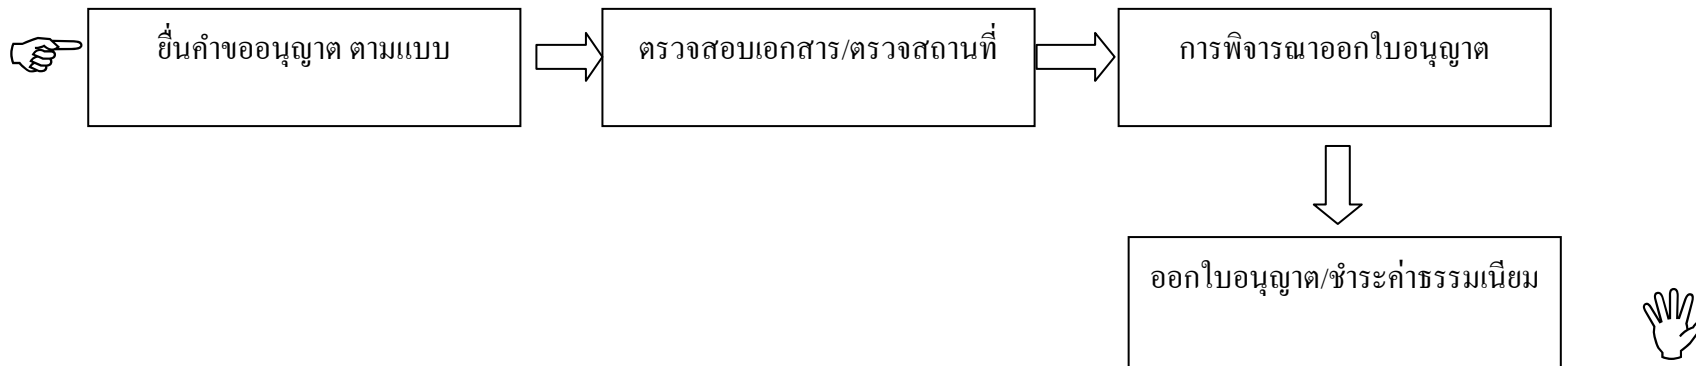 ยื่นคำขออนุญาต ตามแบบ
ตรวจสอบเอกสาร/ตรวจสถานที่
การพิจารณาออกใบอนุญาต
ออกใบอนุญาต/ชำระค่าธรรมเนียม